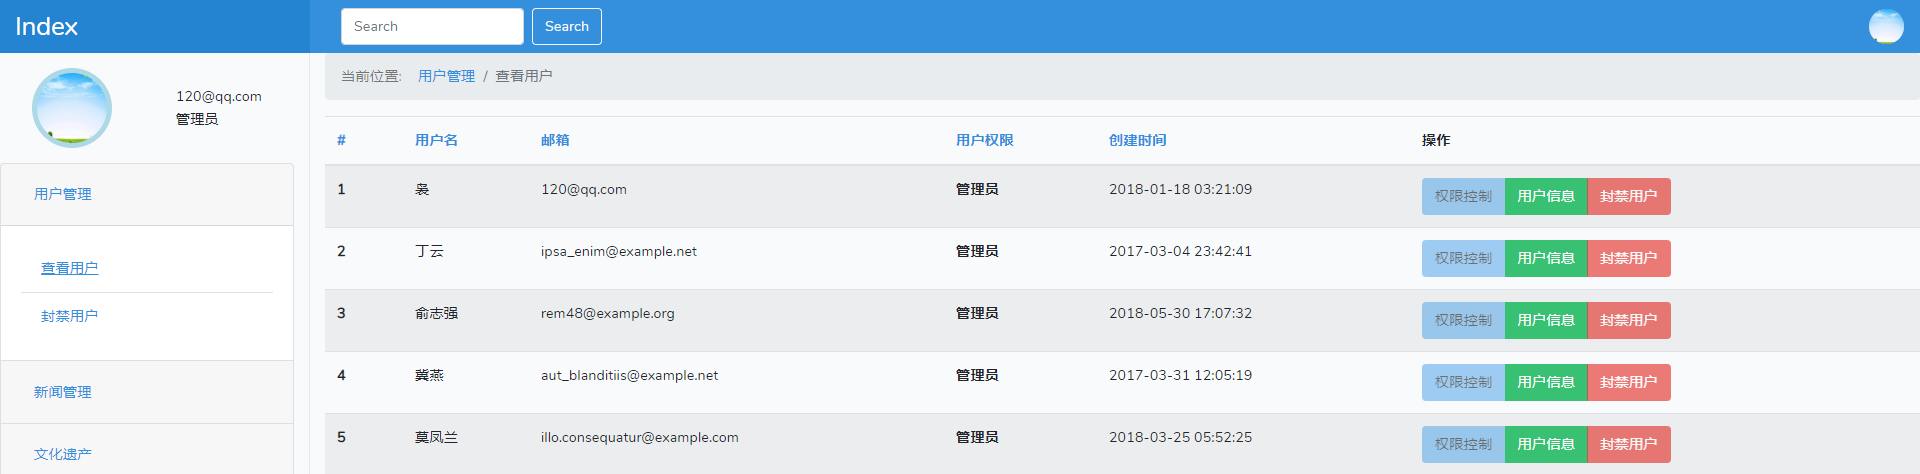 Index
Search
Search
120@qq.com
管理员
用户管理
查看用户
封禁用户
新闻管理
文化遗产
当前位置: 用户管理 / 查看用户
# 用户名 邮箱 用户权限 创建时间 操作
1 袅 120@qq.com 管理员 2018-01-18 03:21:09 权限控制 用户信息 封禁用户
2 丁云 ipsa_enim@example.net 管理员 2017-03-04 23:42:41 权限控制 用户信息 封禁用户
3 俞志强 rem48@example.org 管理员 2018-05-30 17:07:32 权限控制 用户信息 封禁用户
4 冀燕 aut_blanditiis@example.net 管理员 2017-03-31 12:05:19 权限控制 用户信息 封禁用户
5 莫凤兰 illo.consequatur@example.com 管理员 2018-03-25 05:52:25 权限控制 用户信息 封禁用户